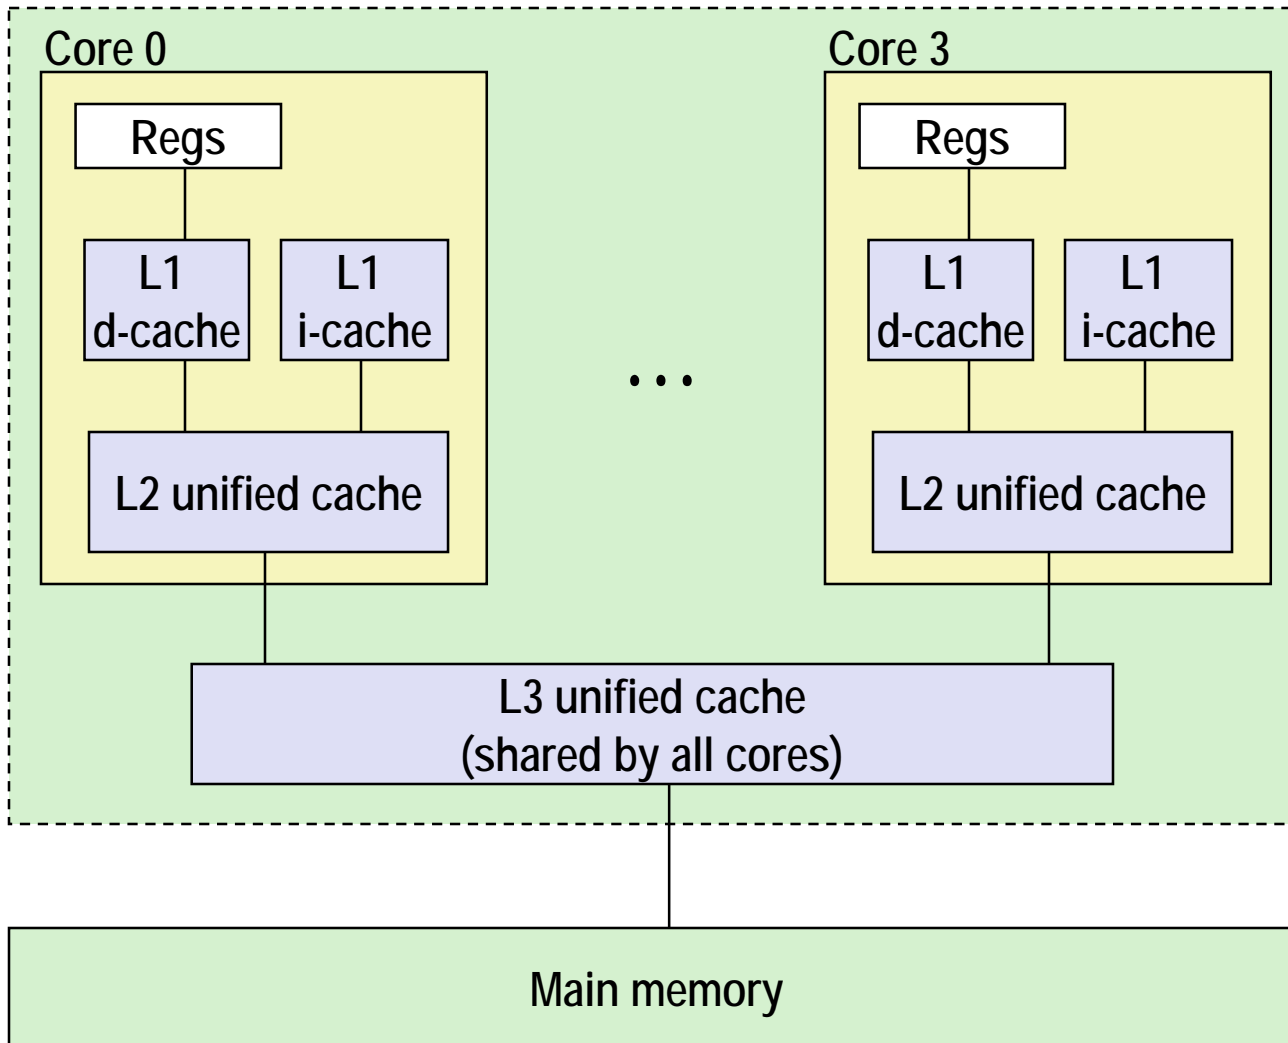 Core 0
Regs
L1
d-cache
L1
i-cache
L2 unified cache
...
Core 3
Regs
L1
d-cache
L1
i-cache
L2 unified cache
L3 unified cache
(shared by all cores)
Main memory